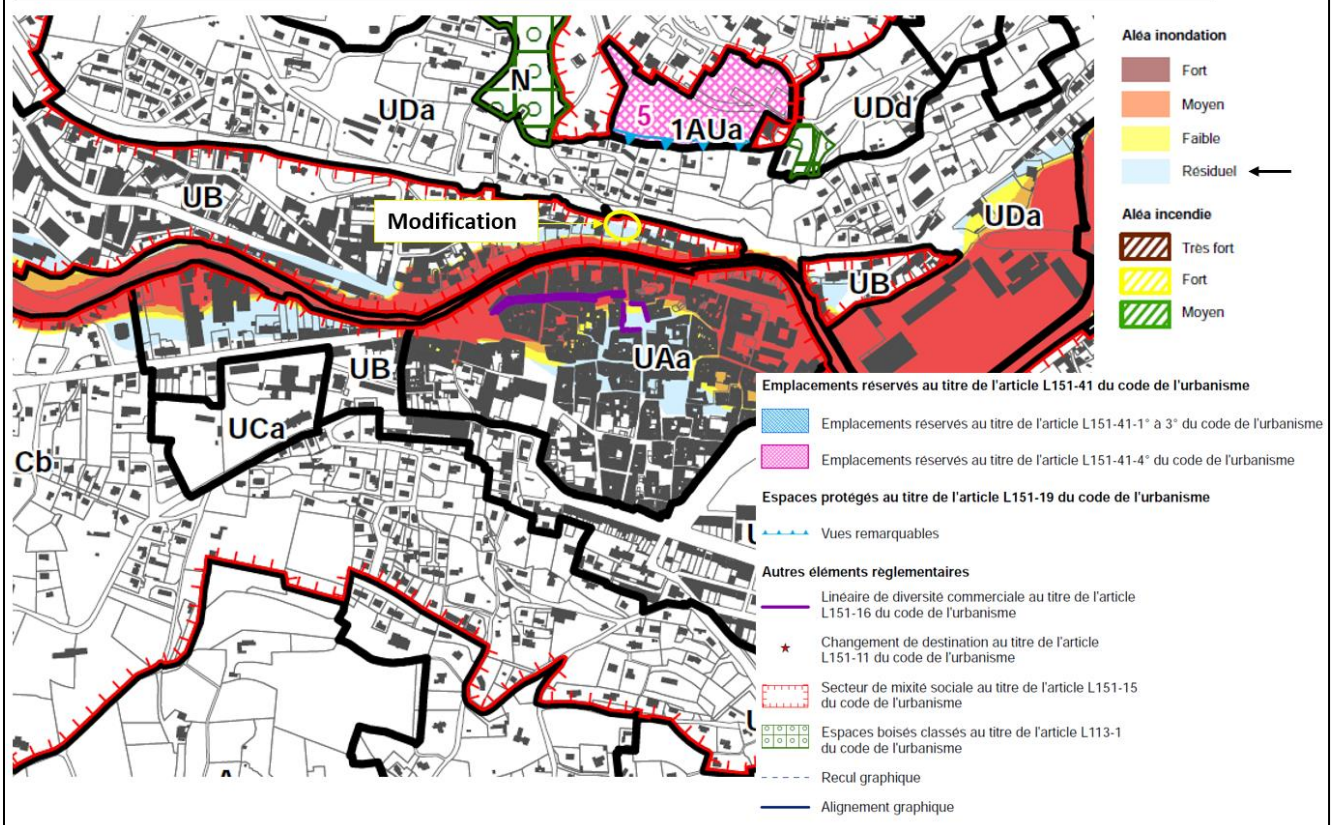 N
UDa
5
1AUa
UDd
UB
Modification
UDa
UB
UAa
UB
UCa
Cb
Aléa inondation
Fort
Moyen
Faible
Résiduel
Aléa incendie
Très fort
Fort
Moyen
Emplacements réservés au titre de l'article L151-41 du code de l'urbanisme
Emplacements réservés au titre de l'article L151-41-1° à 3° du code de l'urbanisme
Emplacements réservés au titre de l'article L151-41-4° du code de l'urbanisme
Espaces protégés au titre de l'article L151-19 du code de l'urbanisme
Vues remarquables
Autres éléments règlementaires
Linéaire de diversité commerciale au titre de l'article
L151-16 du code de l'urbanisme
Changement de destination au titre de l'article
L151-11 du code de l'urbanisme
Secteur de mixité sociale au titre de l'article L151-15
du code de l'urbanisme
Espaces boisés classés au titre de l'article L113-1
du code de l'urbanisme
Recul graphique
Alignement graphique